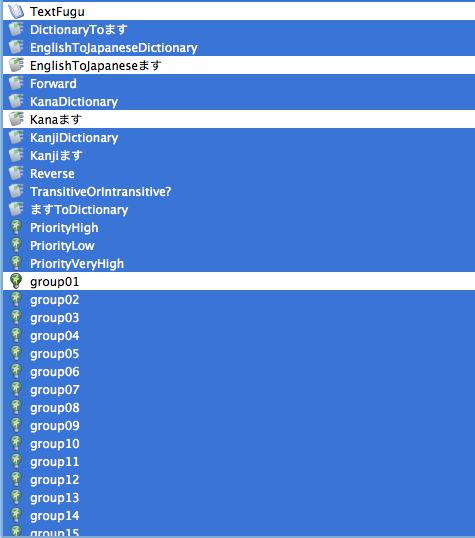 TextFugu
DictionaryToます
EnglishToJapaneseDictionary
EnglishToJapaneseます
Forward
KanaDictionary
Kanaます
KanjiDictionary
Kanjiます
Reverse
TransitiveOrIntransitive?
ますToDictionary
PriorityHigh
PriorityLow
PriorityVeryHigh
group01
group02
group03
group04
group05
group06
group07
group08
group09
group10
group11
group12
group13
group14
group15